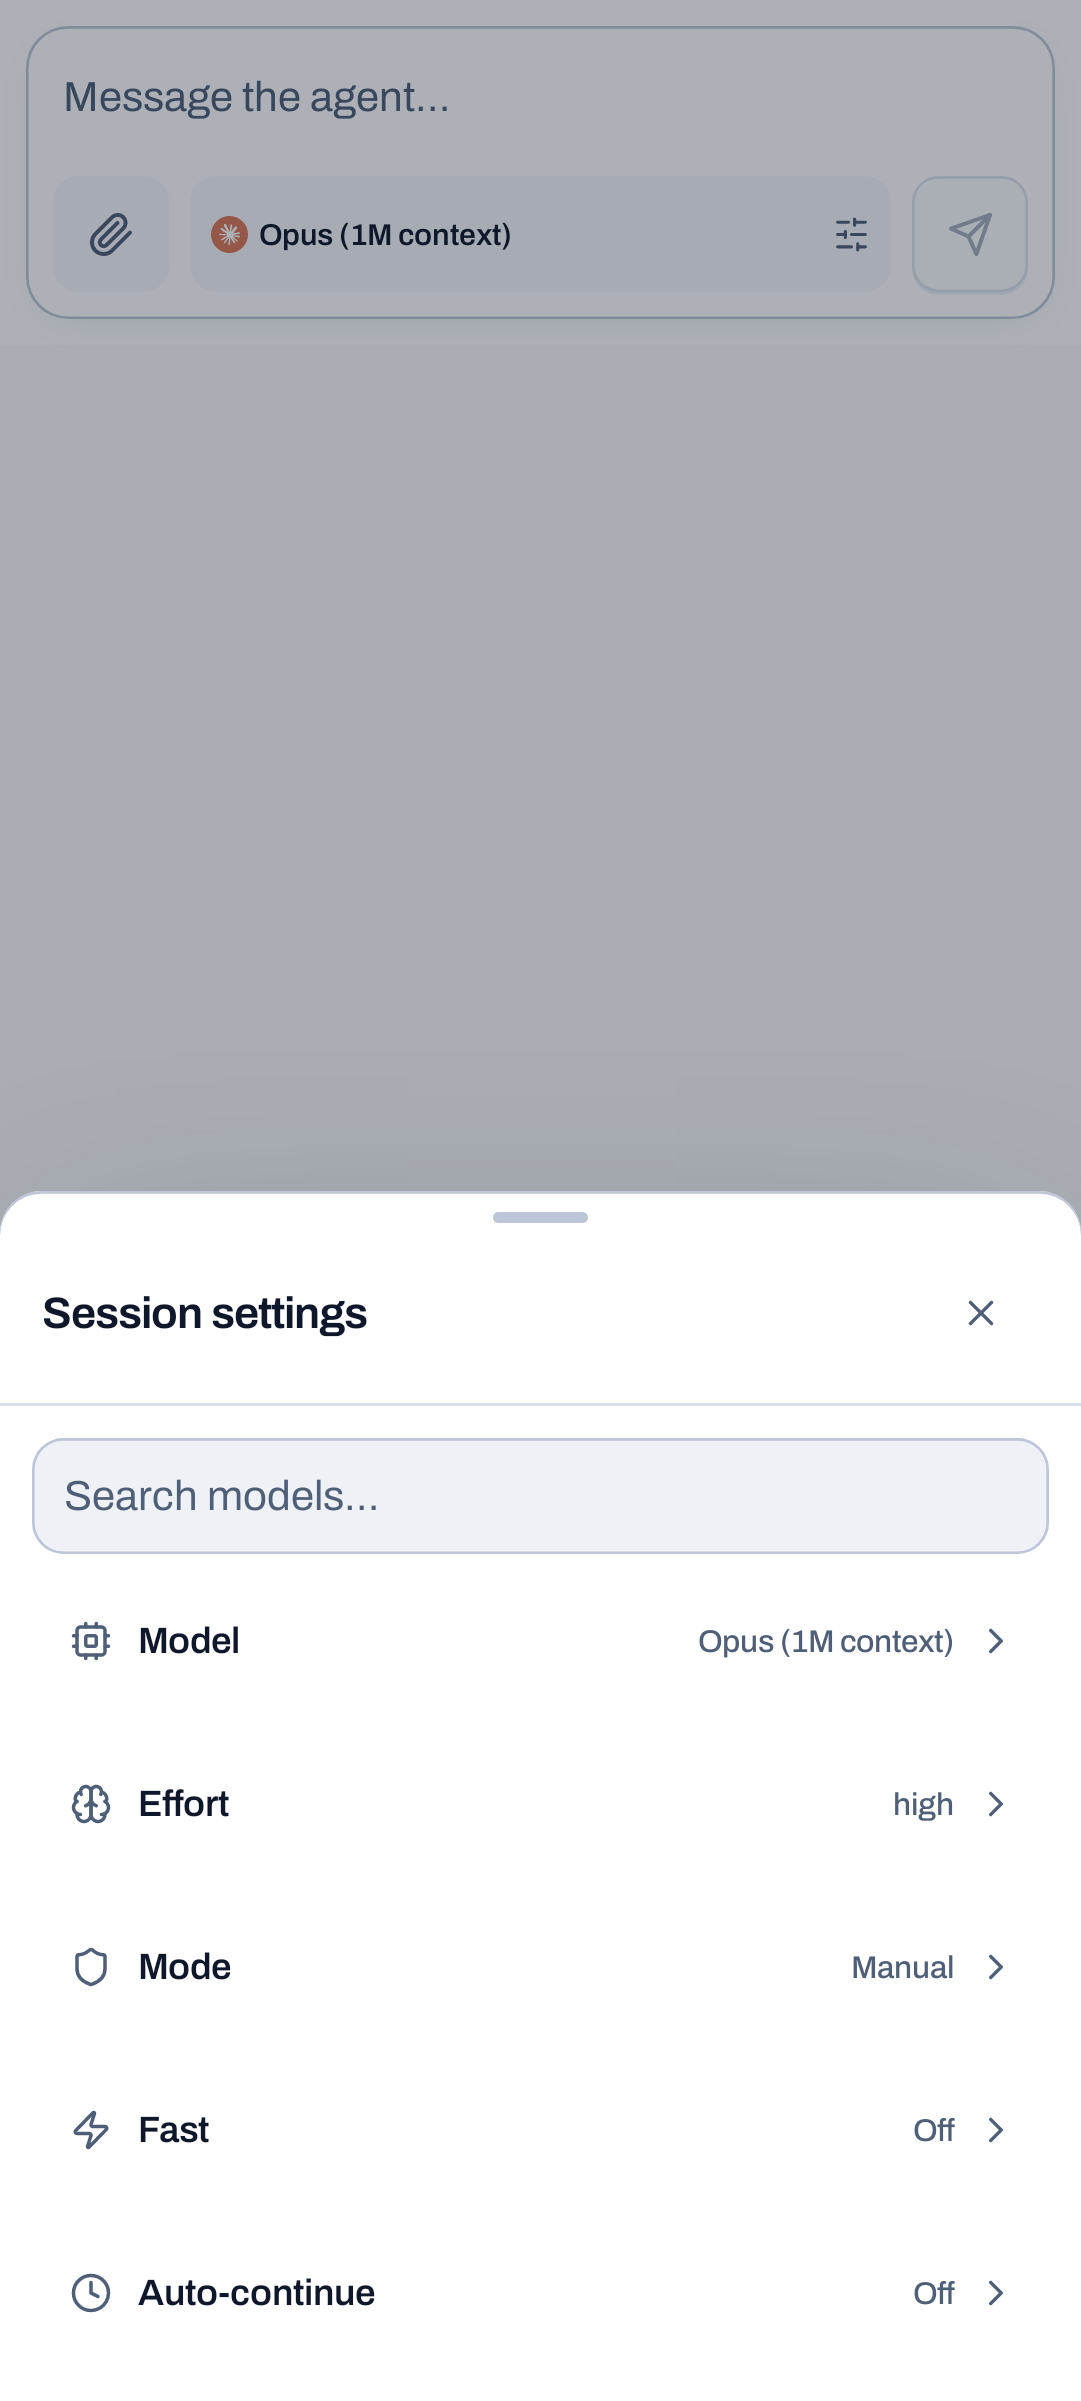 Message the agent...
Opus (1M context)
Session settings
Search models...
Model Opus (1M context)
Effort high
Mode Manual
Fast Off
Auto-continue Off